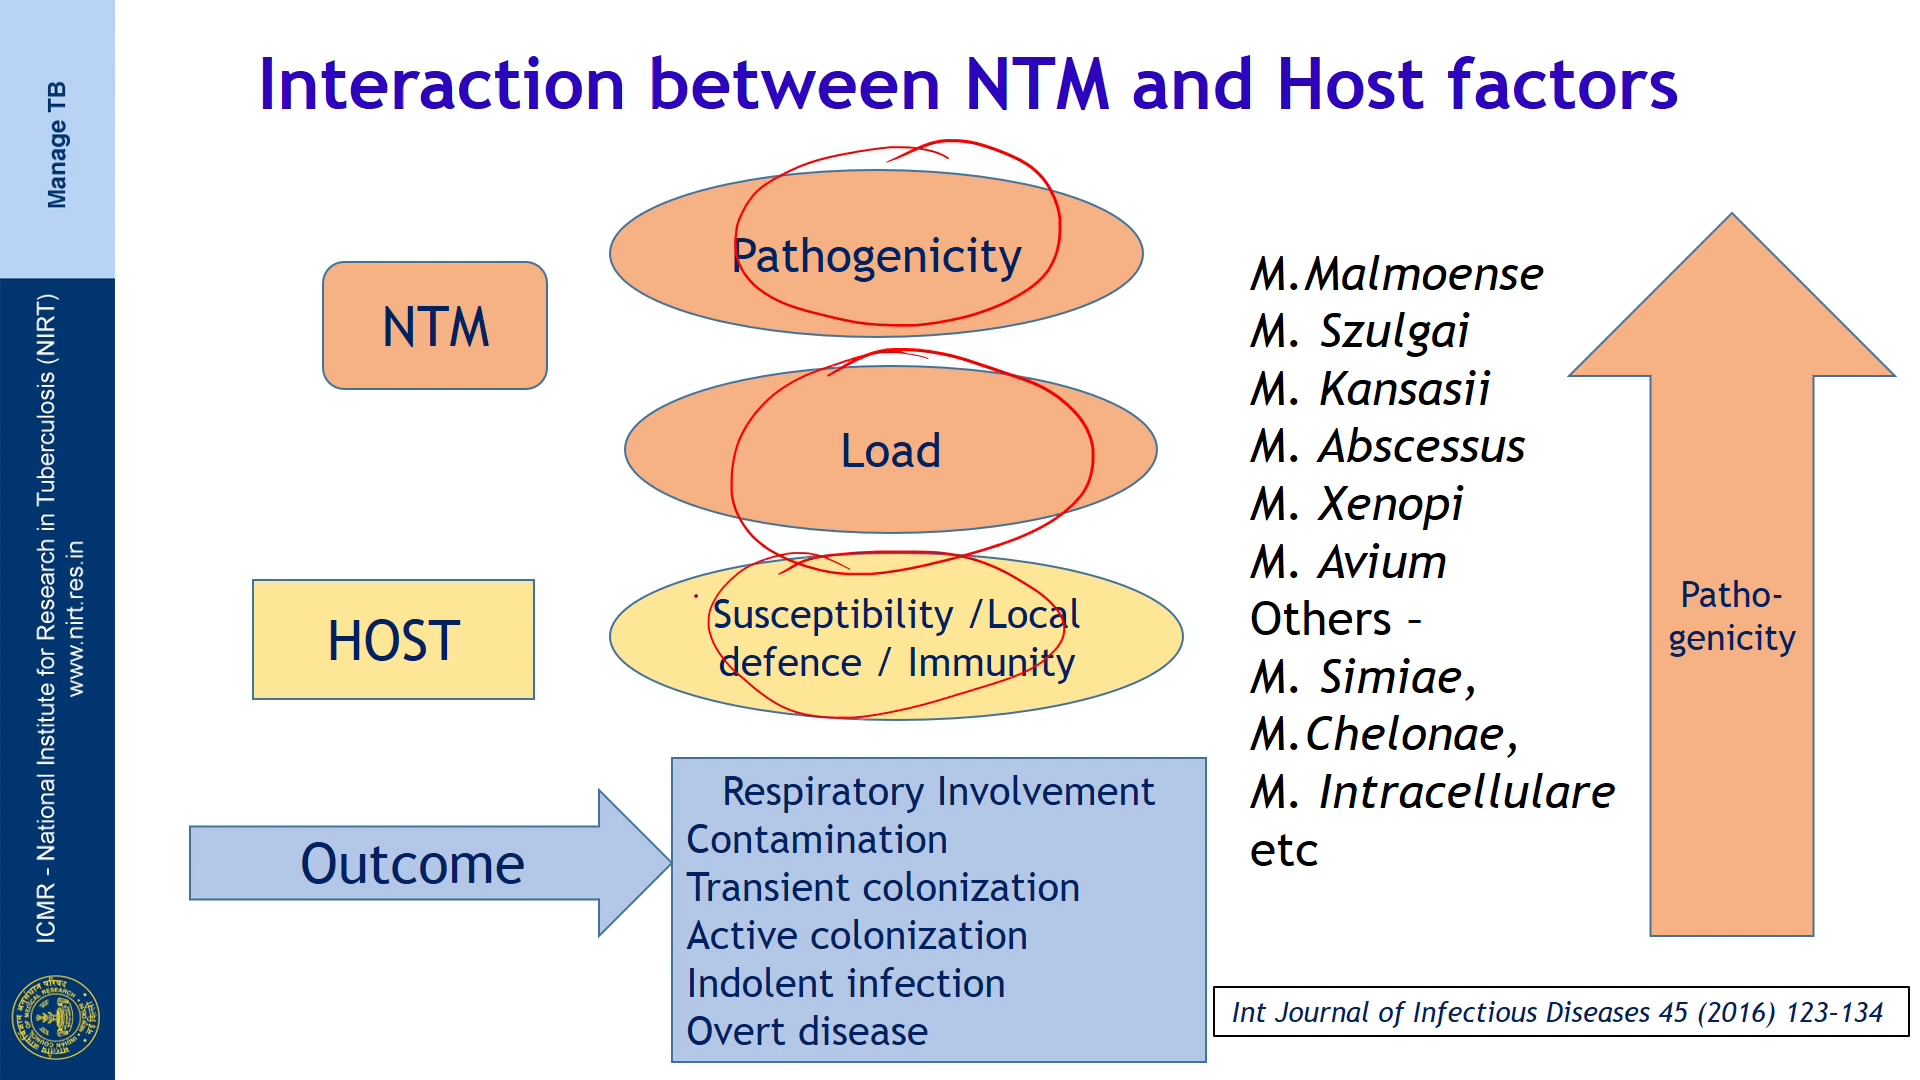 Manage TB
ICMR - National Institute for Research in Tuberculosis (NIRT)
www.nirt.res.in
Interaction between NTM and Host factors
NTM
Pathogenicity
Load
HOST
Susceptibility /Local
defence / Immunity
Outcome
Respiratory Involvement
Contamination
Transient colonization
Active colonization
Indolent infection
Overt disease
M.Malmoense
M. Szulgai
M. Kansasii
M. Abscessus
M. Xenopi
M. Avium
Others –
M. Simiae,
M.Chelonae,
M. Intracellulare
etc
Patho-
genicity
Int Journal of Infectious Diseases 45 (2016) 123–134